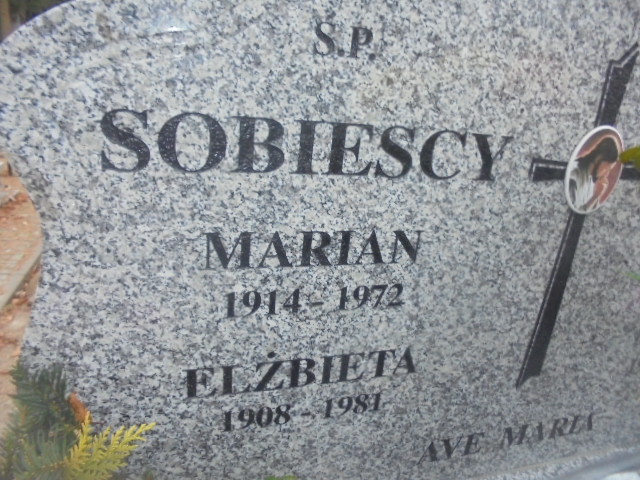 Ś.P.
SOBIESCY
MARIAN
1914 - 1972
ELŻBIETA
1908 - 1981
AVE MARIA